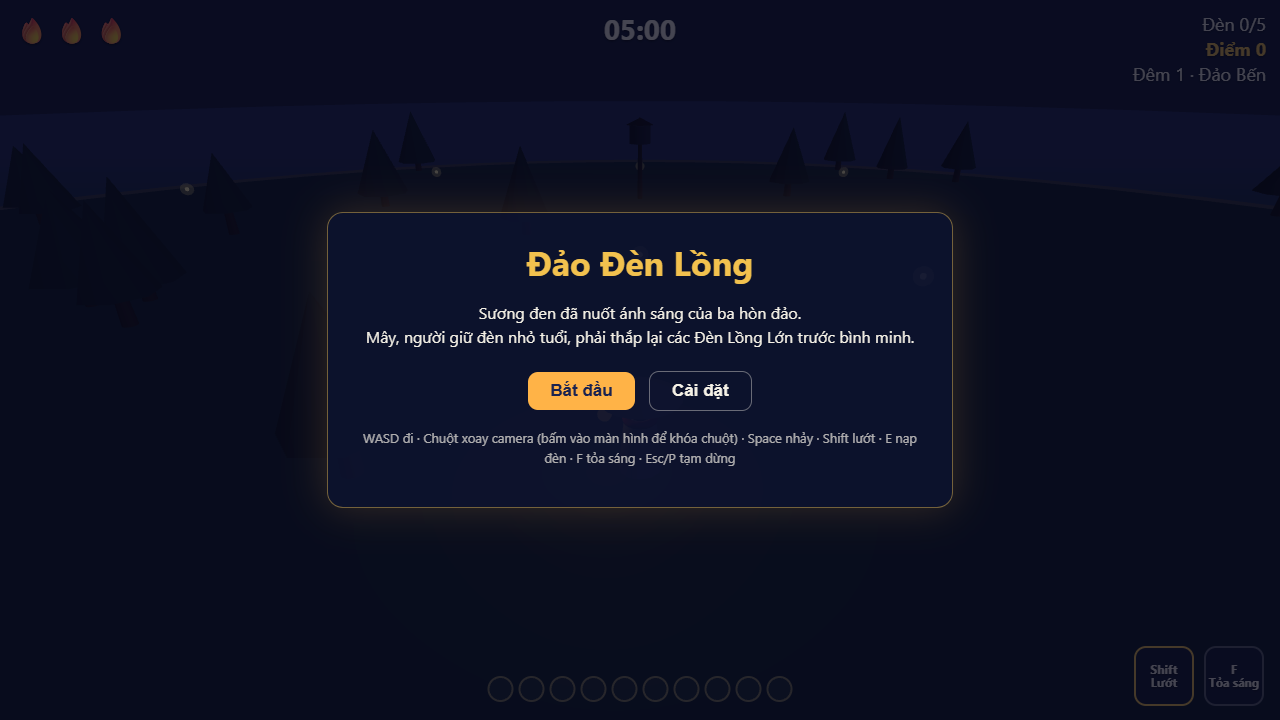 05:00
Đèn 0/5
Điểm 0
Đêm 1 · Đảo Bến
Đảo Đèn Lồng
Sương đen đã nuốt ánh sáng của ba hòn đảo.
Mây, người giữ đèn nhỏ tuổi, phải thắp lại các Đèn Lồng Lớn trước bình minh.
Bắt đầu
Cài đặt
WASD đi · Chuột xoay camera (bấm vào màn hình để khóa chuột) · Space nhảy · Shift lướt · E nạp
đèn · F tỏa sáng · Esc/P tạm dừng
Shift
Lướt
F
Tỏa sáng